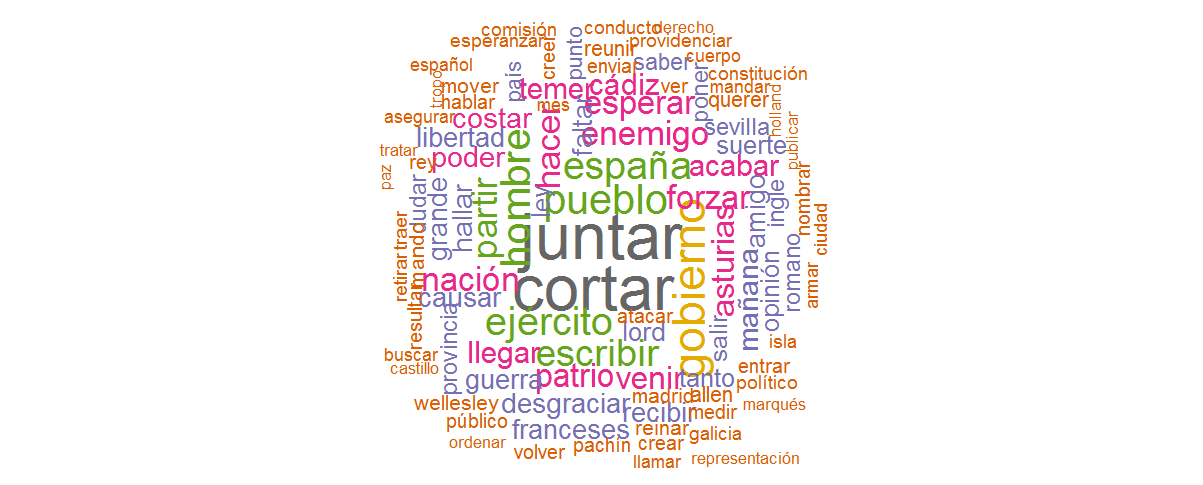 comisión
conducto
derecho
esperanzar
creer
punto
reunir
providenciar
español
país
enviar
saber
cuerpo
tropo
mover
temer
cádiz
ver
poner
constitución
mandar
hablar
mes
esperar
querer
holland
asegurar
costar
hacer
faltar
enemigo
sevilla
publicar
libertad
hombre
suerte
tratar
rey
poder
españa
acabar
paz
dudar
grande
hallar
partir
ley
pueblo
forzar
amigo
ingle
nombrar
retirar
traer
mando
juntar
gobierno
asturias
mañana
opinión
romano
ciudad
nación
cortar
armar
resultar
causar
provincia
ejército
atacar
lord
salir
isla
buscar
llegar
escribir
castillo
guerra
patrio
venir
tanto
entrar
político
wellesley
desgraciar
madrid
allen
recibir
medir
marqués
público
franceses
reinar
galicia
ordenar
volver
pachín
crear
llamar
representación